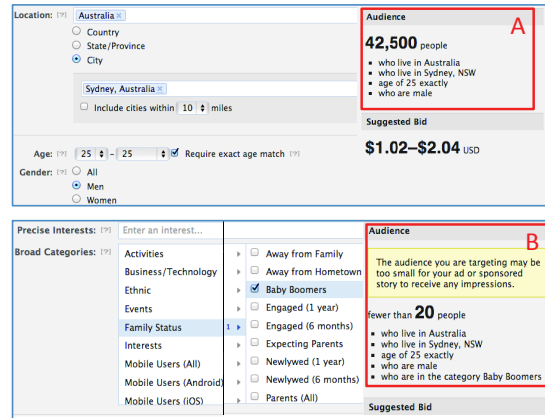 Location: [?] Australia ×
Country
State/Province
City
Sydney, Australia ×
Include cities within 10 miles
Age: [?] 25 - 25 Require exact age match [?]
Gender: [?] All
Men
Women
Audience
A
42,500 people
who live in Australia
who live in Sydney, NSW
age of 25 exactly
who are male
Suggested Bid
$1.02–$2.04 USD
Precise Interests: [?] Enter an interest...
Broad Categories: [?]
Activities
Business/Technology
Ethnic
Events
Family Status 1
Interests
Mobile Users (All)
Mobile Users (Android)
Mobile Users (iOS)
Away from Family
Away from Hometown
Baby Boomers
Engaged (1 year)
Engaged (6 months)
Expecting Parents
Newlywed (1 year)
Newlywed (6 months)
Parents (All)
Audience
B
The audience you are targeting may be
too small for your ad or sponsored
story to receive any impressions.
fewer than 20 people
who live in Australia
who live in Sydney, NSW
age of 25 exactly
who are male
who are in the category Baby Boomers
Suggested Bid